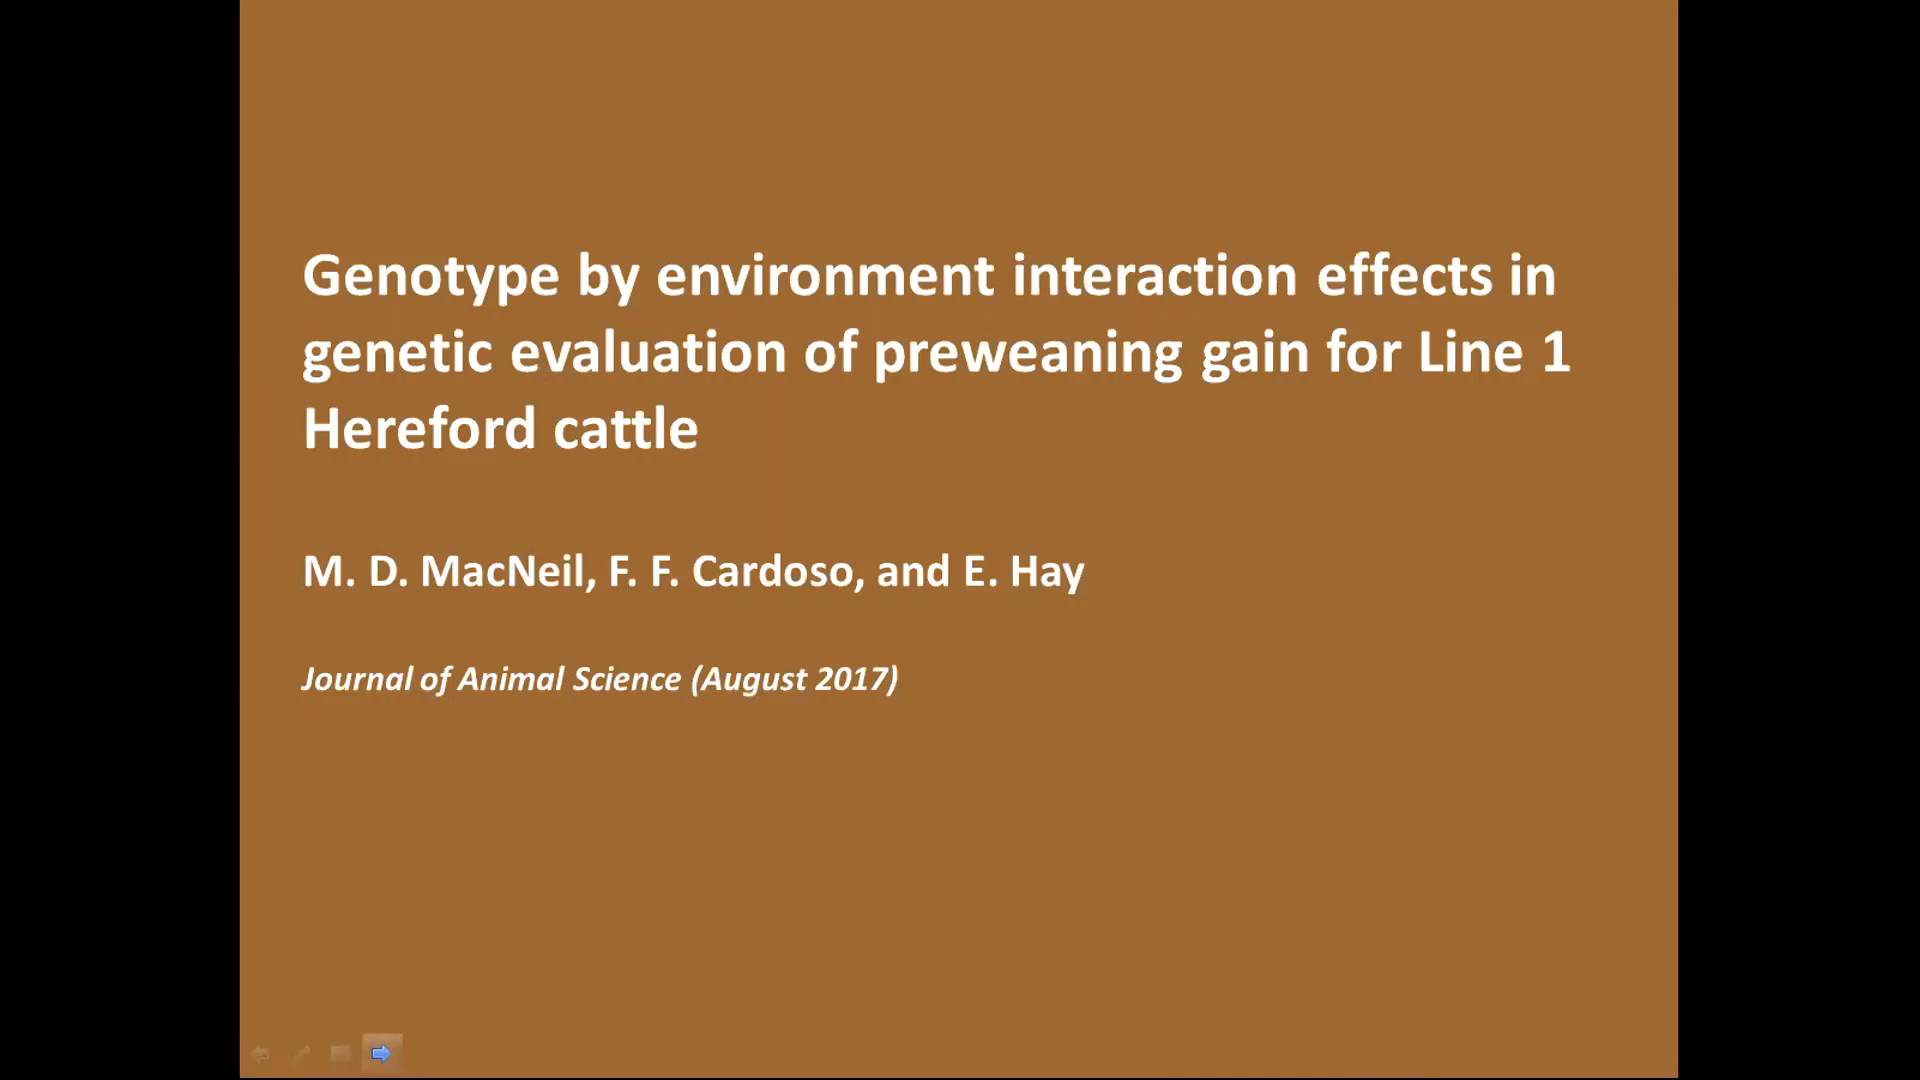 Genotype by environment interaction effects in
genetic evaluation of preweaning gain for Line 1
Hereford cattle
M. D. MacNeil, F. F. Cardoso, and E. Hay
Journal of Animal Science (August 2017)